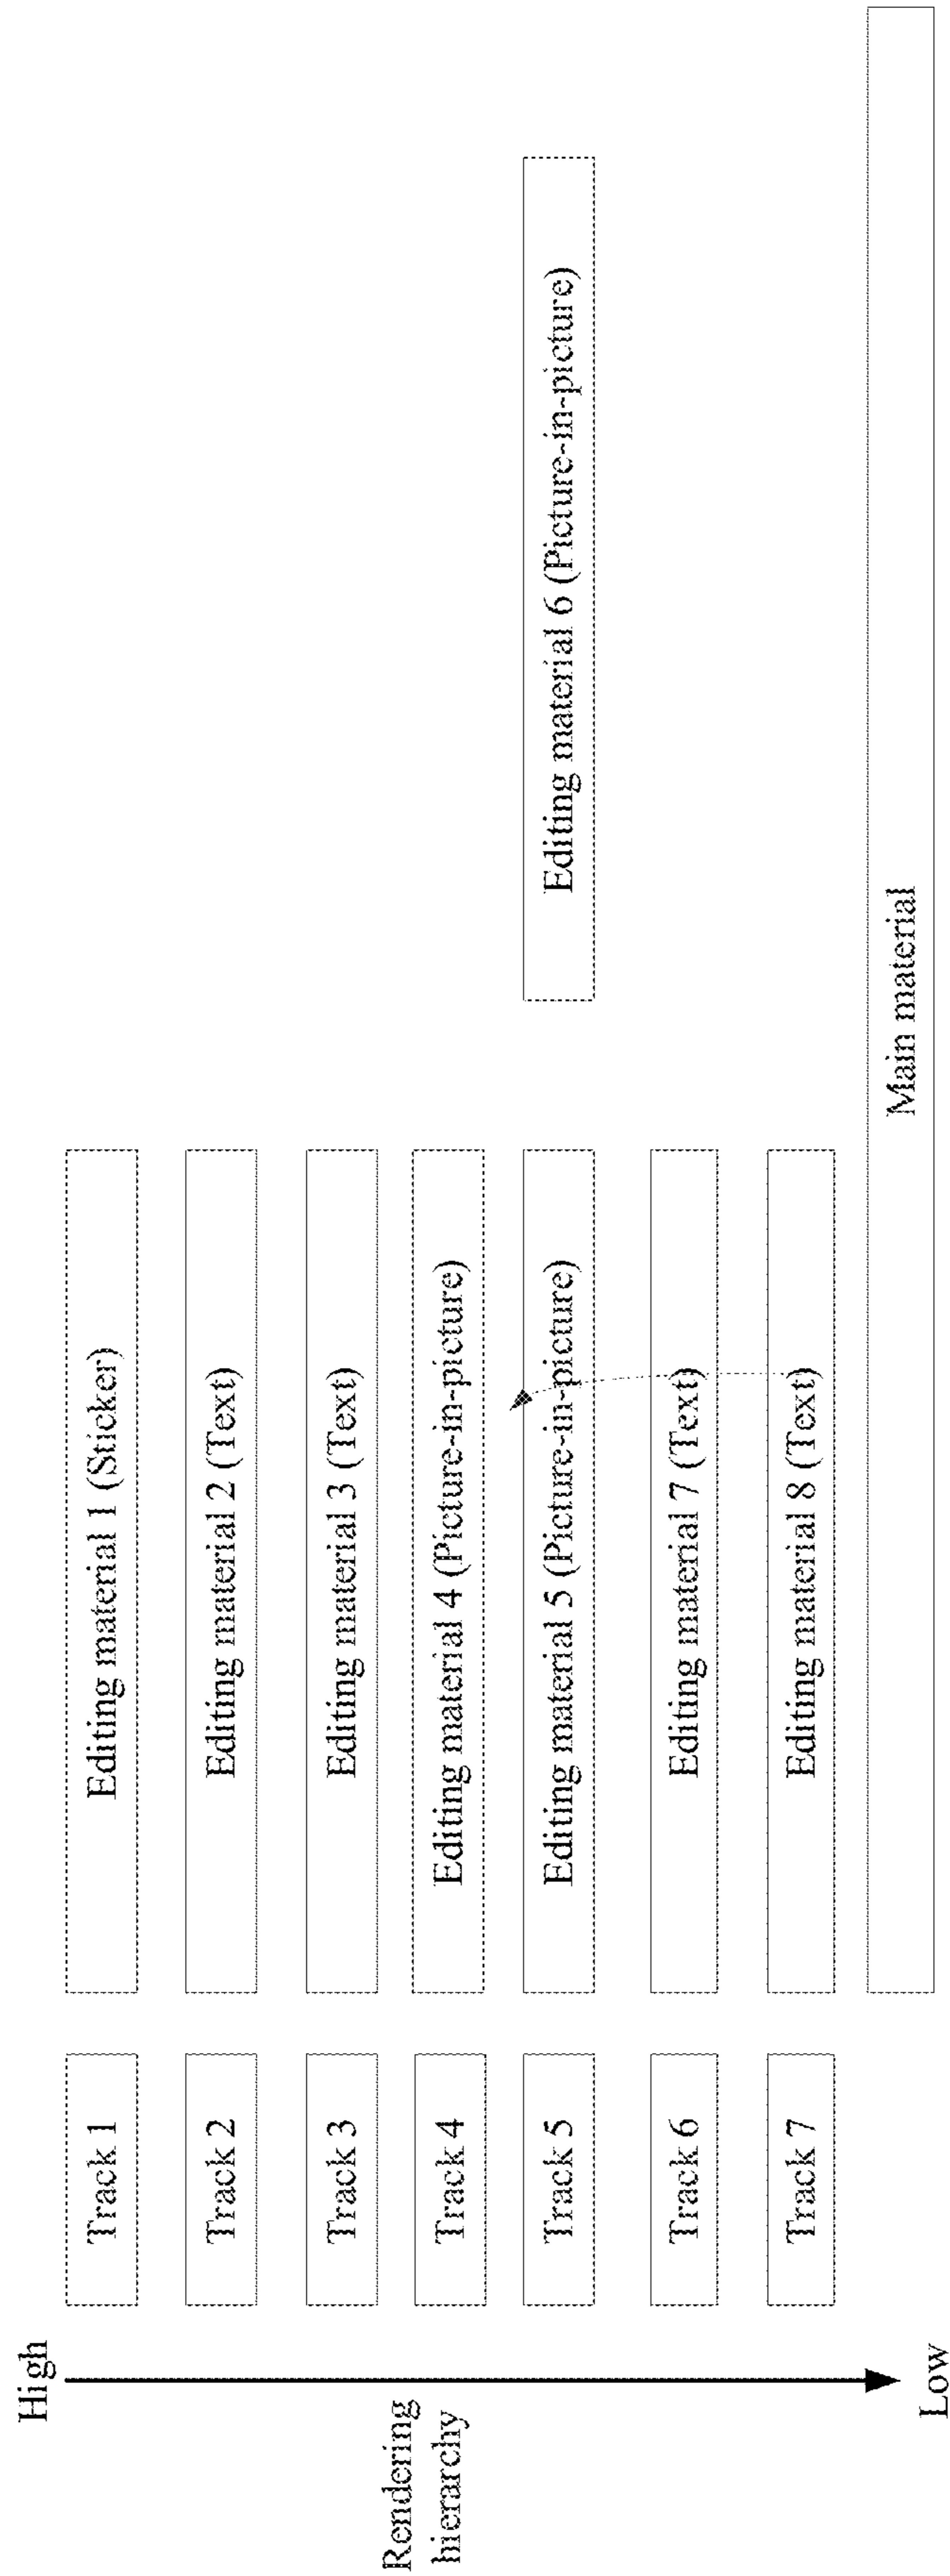 High
Rendering
hierarchy
Low
Track 1
Editing material 1 (Sticker)
Track 2
Editing material 2 (Text)
Track 3
Editing material 3 (Text)
Track 4
Editing material 4 (Picture-in-picture)
Track 5
Editing material 5 (Picture-in-picture)
Editing material 6 (Picture-in-picture)
Track 6
Editing material 7 (Text)
Track 7
Editing material 8 (Text)
Main material